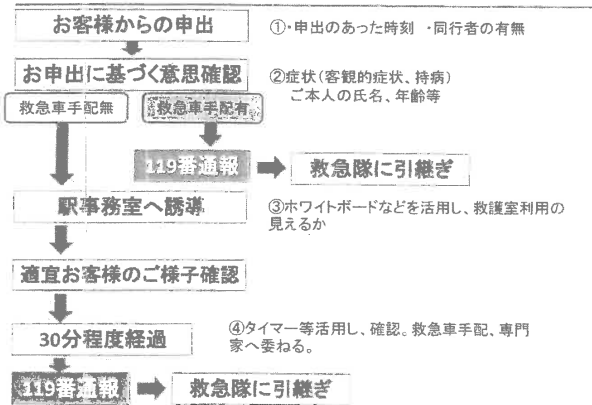 お客様からの申出
①・申出のあった時刻　・同行者の有無
お申出に基づく意思確認
②症状（客観的症状、持病）
ご本人の氏名、年齢等
救急車手配無
救急車手配有
119番通報
救急隊に引継ぎ
駅事務室へ誘導
③ホワイトボードなどを活用し、救護室利用の
見えるか
適宜お客様のご様子確認
30分程度経過
④タイマー等活用し、確認。救急車手配、専門
家へ委ねる。
119番通報
救急隊に引継ぎ